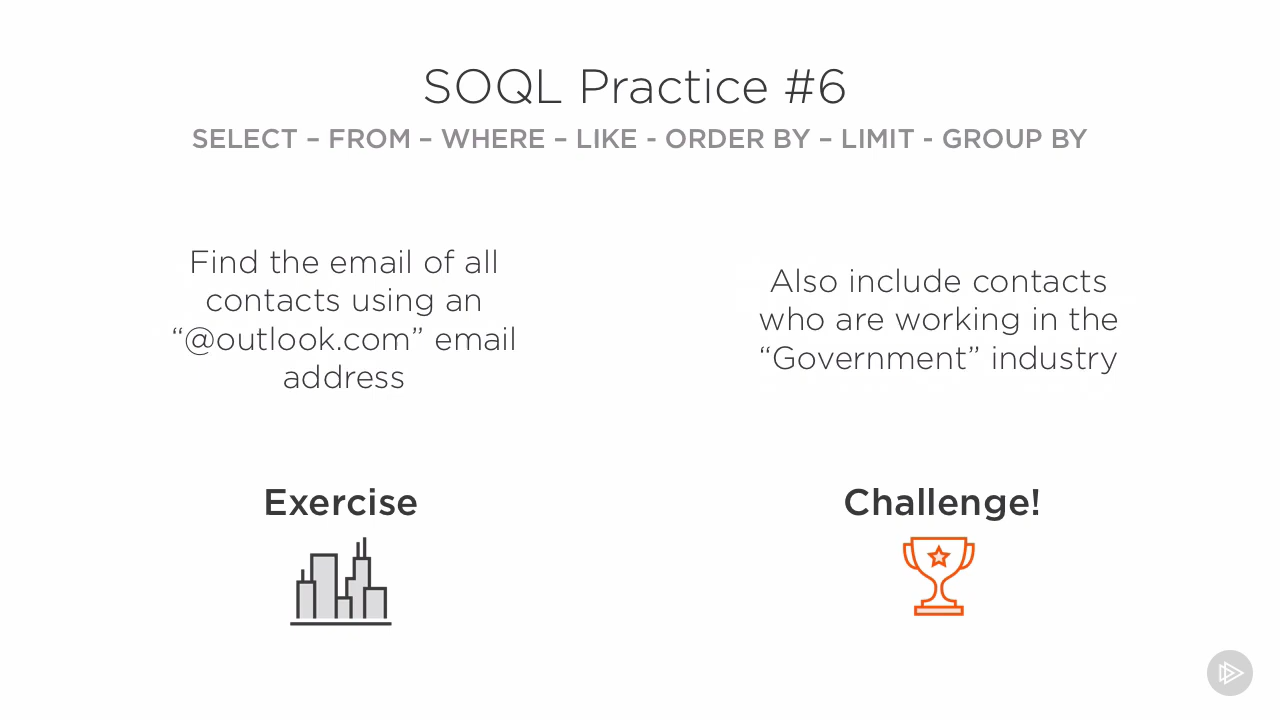 SOQL Practice #6
SELECT – FROM – WHERE – LIKE - ORDER BY – LIMIT - GROUP BY
Find the email of all
contacts using an
“@outlook.com” email
address
Exercise
Also include contacts
who are working in the
“Government” industry
Challenge!